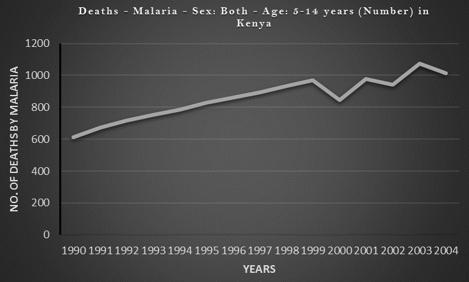 Deaths - Malaria - Sex: Both - Age: 5-14 years (Number) in
Kenya
1200
1000
800
600
400
200
0
NO. OF DEATHS BY MALARIA
1990 1991 1992 1993 1994 1995 1996 1997 1998 1999 2000 2001 2002 2003 2004
YEARS